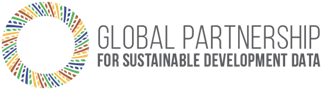 GLOBAL PARTNERSHIP
FOR SUSTAINABLE DEVELOPMENT DATA